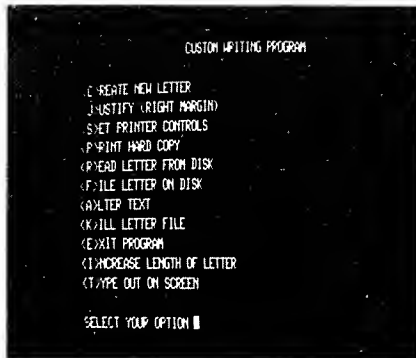 CUSTOM WRITING PROGRAM
(C)REATE NEW LETTER
(J)USTIFY (RIGHT MARGIN)
(S)ET PRINTER CONTROLS
(P)RINT HARD COPY
(R)EAD LETTER FROM DISK
(F)ILE LETTER ON DISK
(A)LTER TEXT
(K)ILL LETTER FILE
(E)XIT PROGRAM
(I)NCREASE LENGTH OF LETTER
(T)YPE OUT ON SCREEN
SELECT YOUR OPTION